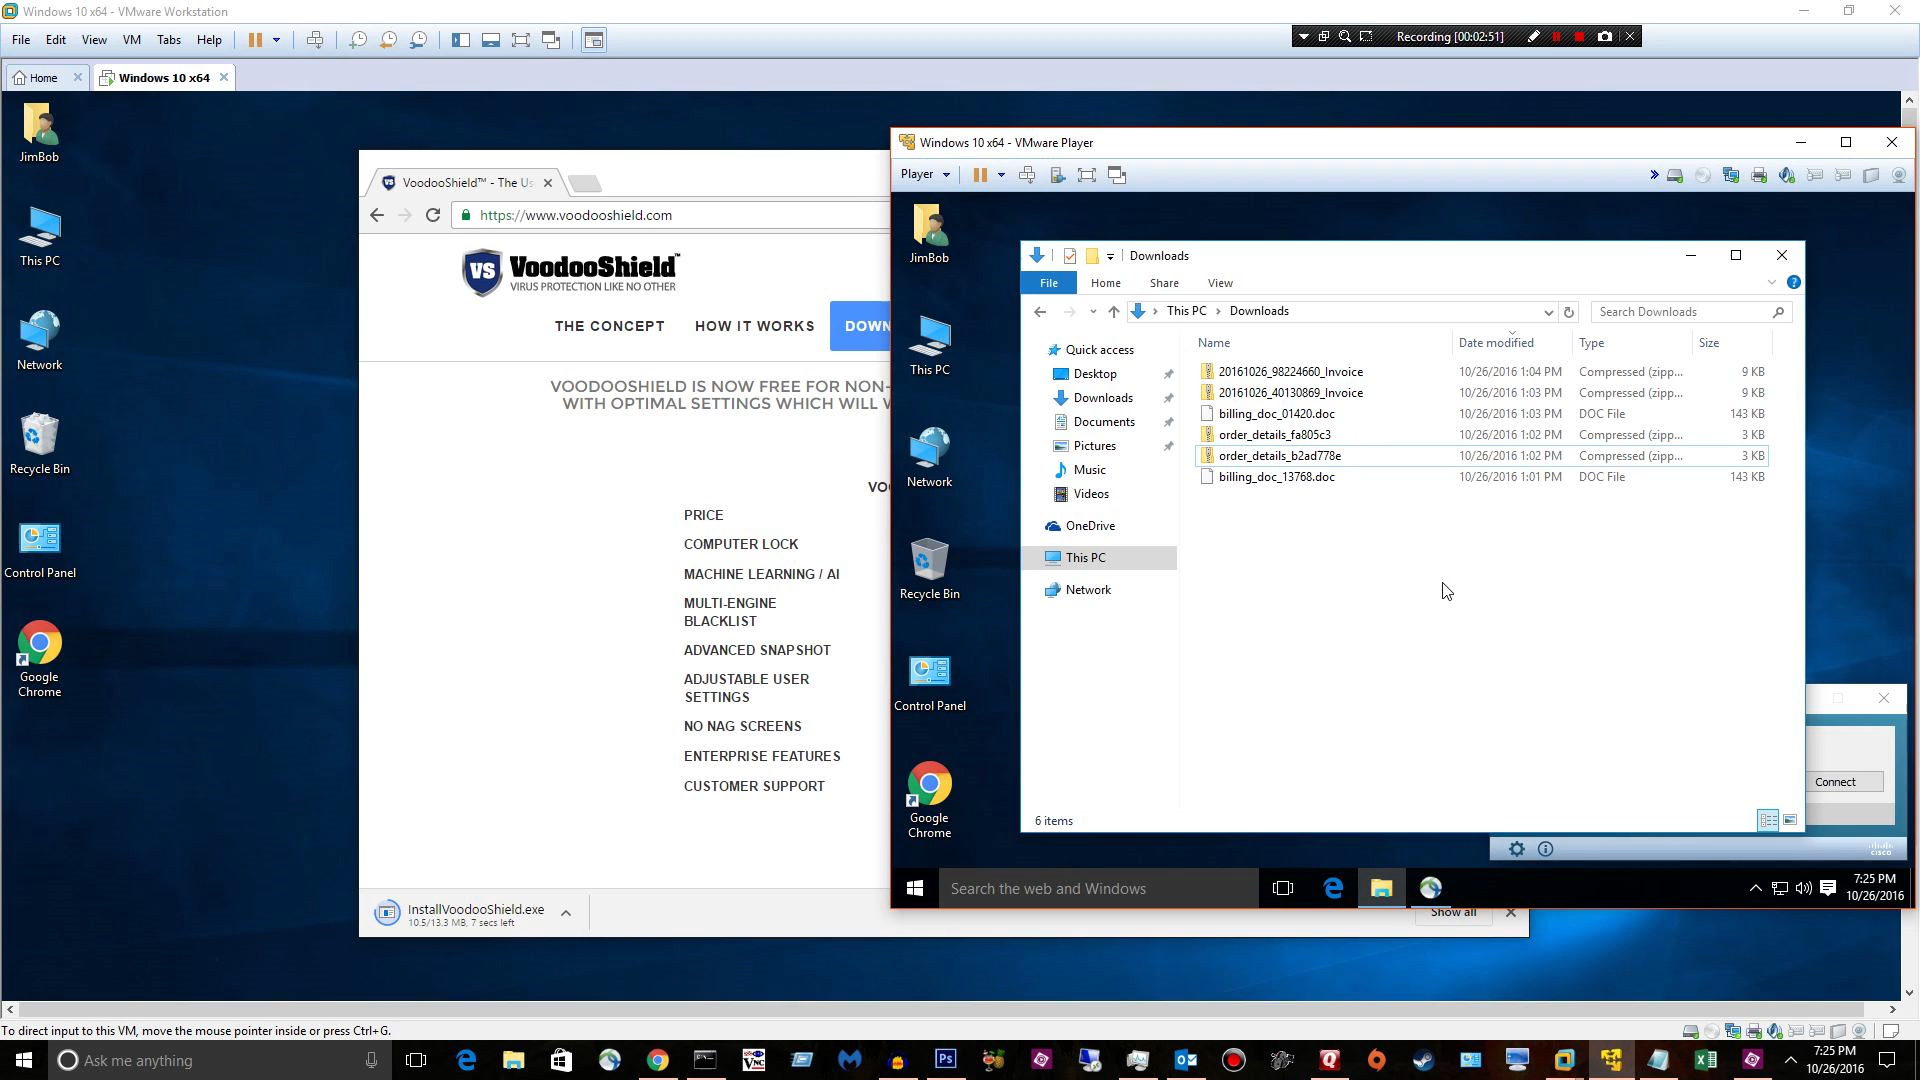 Windows 10 x64 - VMware Workstation
File Edit View VM Tabs Help
Recording [00:02:51]
Home
Windows 10 x64
JimBob
This PC
Network
Recycle Bin
Control Panel
Google
Chrome
VoodooShield™ - The Us
https://www.voodooshield.com
VS VoodooShield™
VIRUS PROTECTION LIKE NO OTHER
THE CONCEPT HOW IT WORKS DOWN
VOODOOSHIELD IS NOW FREE FOR NON-
WITH OPTIMAL SETTINGS WHICH WILL W
VOO
PRICE
COMPUTER LOCK
MACHINE LEARNING / AI
MULTI-ENGINE
BLACKLIST
ADVANCED SNAPSHOT
ADJUSTABLE USER
SETTINGS
NO NAG SCREENS
ENTERPRISE FEATURES
CUSTOMER SUPPORT
InstallVoodooShield.exe
10.5/13.3 MB, 7 secs left
Show all
Windows 10 x64 - VMware Player
Player
JimBob
This PC
Network
Recycle Bin
Control Panel
Google
Chrome
Downloads
File Home Share View
This PC Downloads
Search Downloads
Quick access
Desktop
Downloads
Documents
Pictures
Music
Videos
OneDrive
This PC
Network
Name Date modified Type Size
20161026_98224660_Invoice 10/26/2016 1:04 PM Compressed (zipp... 9 KB
20161026_40130869_Invoice 10/26/2016 1:03 PM Compressed (zipp... 9 KB
billing_doc_01420.doc 10/26/2016 1:03 PM DOC File 143 KB
order_details_fa805c3 10/26/2016 1:02 PM Compressed (zipp... 3 KB
order_details_b2ad778e 10/26/2016 1:02 PM Compressed (zipp... 3 KB
billing_doc_13768.doc 10/26/2016 1:01 PM DOC File 143 KB
6 items
Connect
cisco
Search the web and Windows
7:25 PM
10/26/2016
To direct input to this VM, move the mouse pointer inside or press Ctrl+G.
Ask me anything
Ps
7:25 PM
10/26/2016